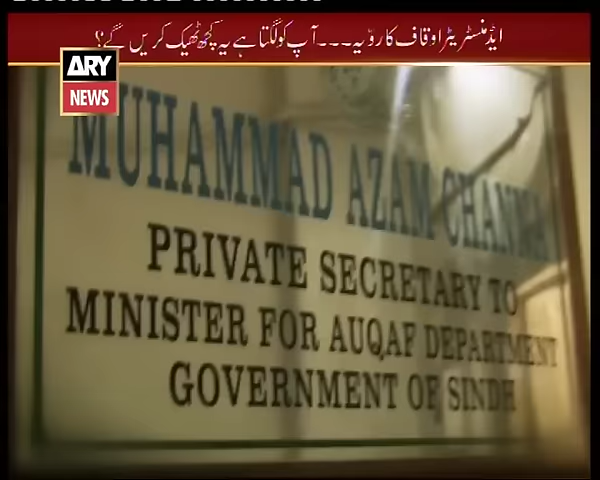 ایڈمنسٹریٹر اوقاف کا رویہ۔۔۔ آپ کو لگتا ہے یہ کچھ ٹھیک کریں گے؟
ARY
NEWS
MUHAMMAD AZAM CHANNA
PRIVATE SECRETARY TO
MINISTER FOR AUQAF DEPARTMENT
GOVERNMENT OF SINDH